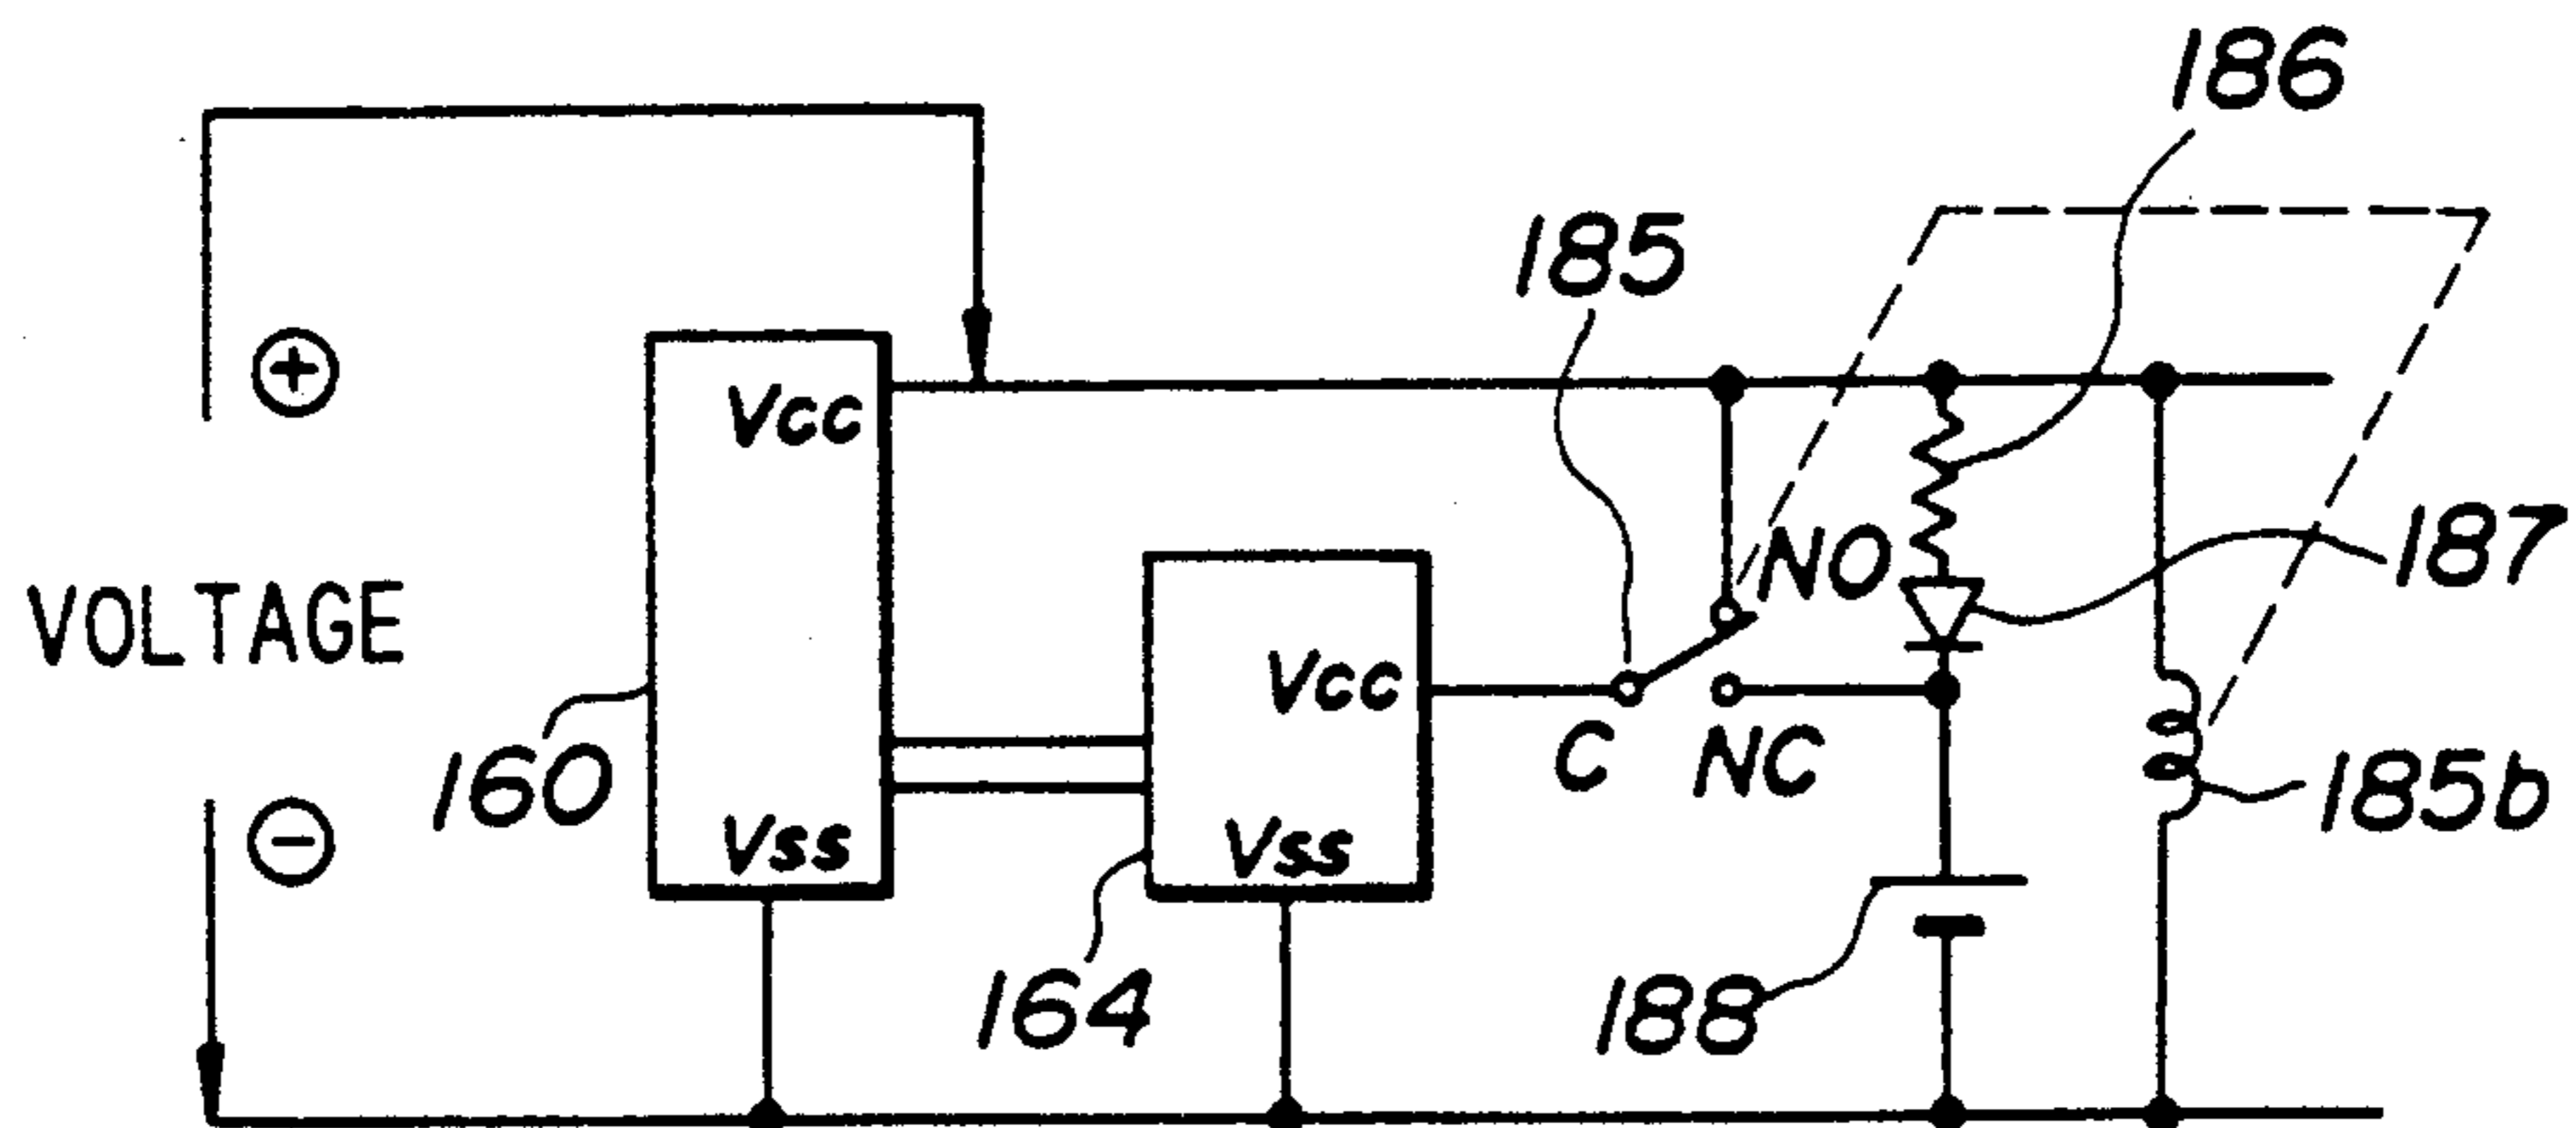 186
185
⊕
Vcc
NO
187
VOLTAGE
Vcc
160
C
NC
185b
⊖
Vss
Vss
164
188